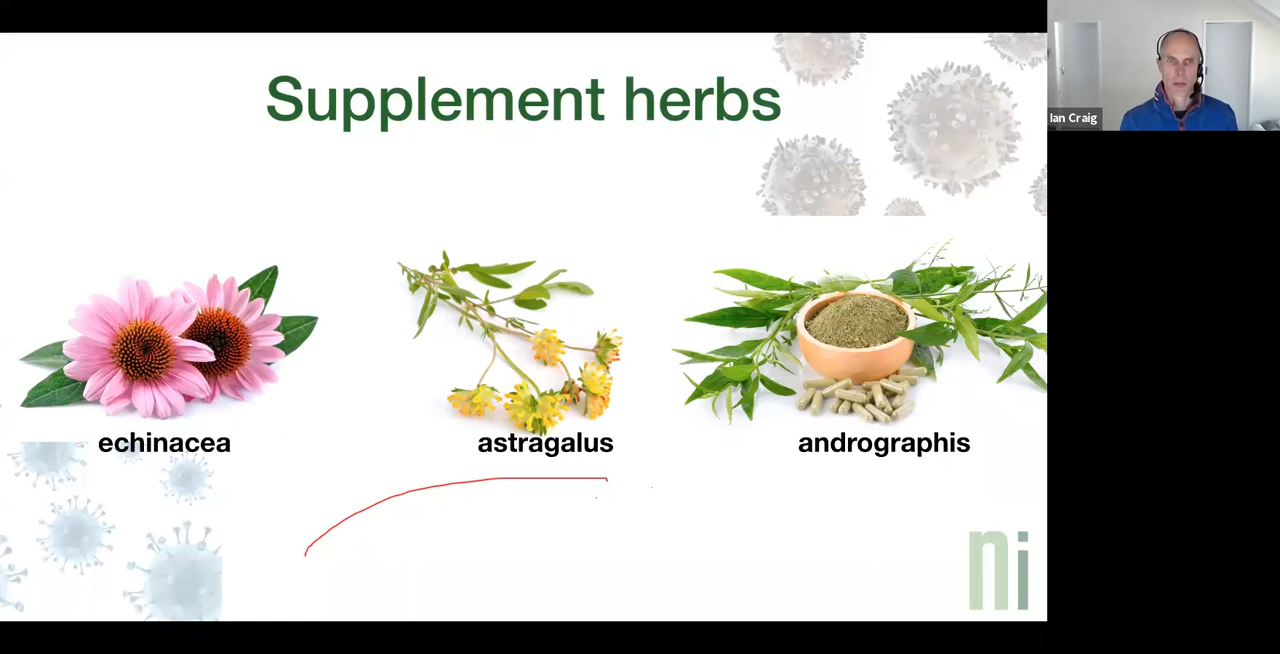 Supplement herbs
Ian Craig
echinacea
astragalus
andrographis
ni